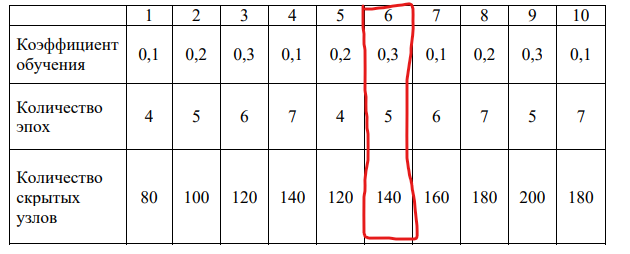 1 2 3 4 5 6 7 8 9 10
Коэффициент
обучения 0,1 0,2 0,3 0,1 0,2 0,3 0,1 0,2 0,3 0,1
Количество
эпох 4 5 6 7 4 5 6 7 5 7
Количество
скрытых 80 100 120 140 120 140 160 180 200 180
узлов